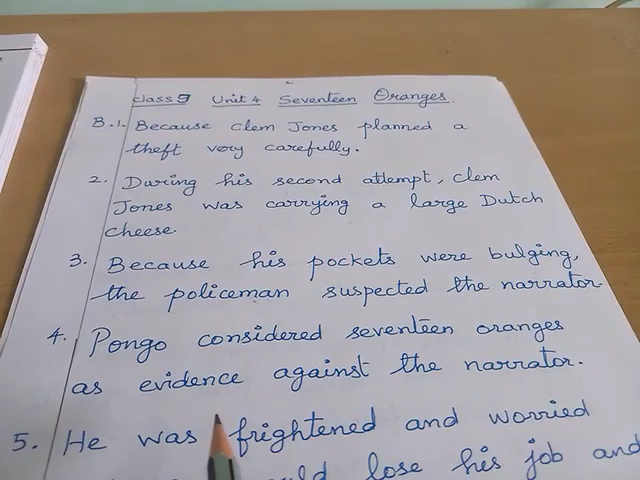 Class 9 Unit 4 Seventeen Oranges
B.1. Because Clem Jones planned a
theft very carefully.
2. During his second attempt, Clem
Jones was carrying a large Dutch
cheese.
3. Because his pockets were bulging,
the policeman suspected the narrator.
4. Pongo considered seventeen oranges
as evidence against the narrator.
5. He was frightened and worried
lose his job and